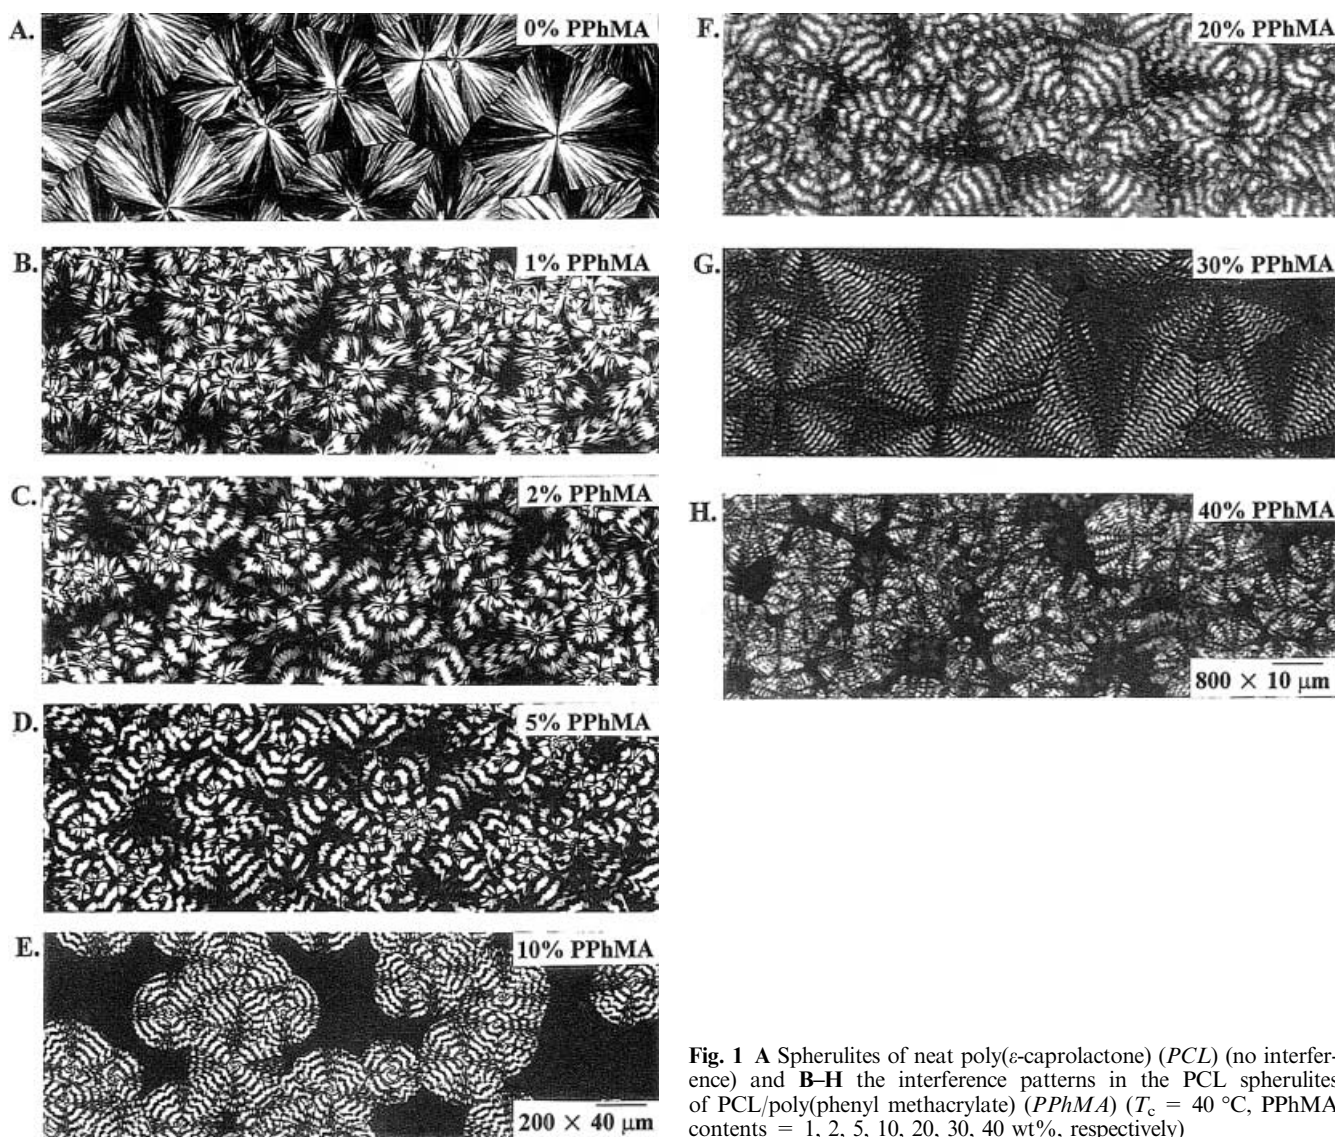 A.
0% PPhMA
B.
1% PPhMA
C.
2% PPhMA
D.
5% PPhMA
E.
10% PPhMA
200 × 40 μm
F.
20% PPhMA
G.
30% PPhMA
H.
40% PPhMA
800 × 10 μm
Fig. 1 A Spherulites of neat poly(ε-caprolactone) (PCL) (no interfer-
ence) and B–H the interference patterns in the PCL spherulites
of PCL/poly(phenyl methacrylate) (PPhMA) (Tc = 40 °C, PPhMA
contents = 1, 2, 5, 10, 20, 30, 40 wt%, respectively)